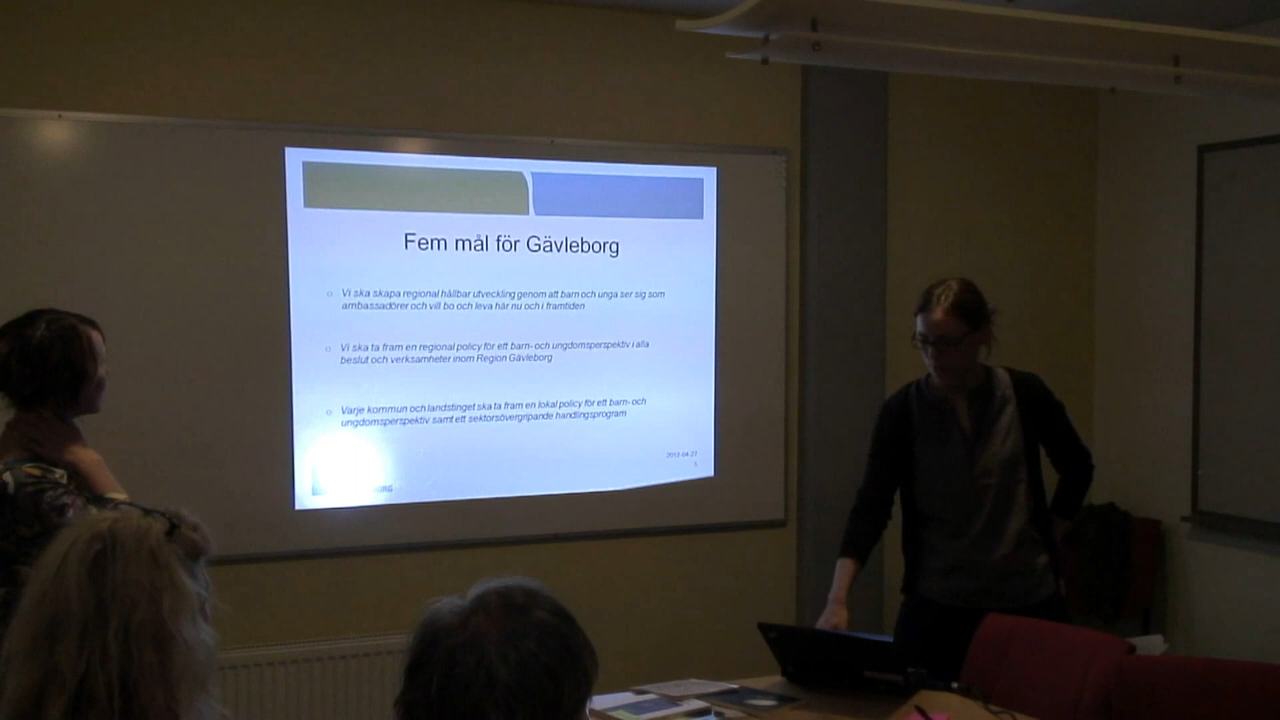 Fem mål för Gävleborg
Vi ska skapa regional hållbar utveckling genom att barn och unga ser sig som
ambassadörer och vill bo och leva här nu och i framtiden
Vi ska ta fram en regional policy för ett barn- och ungdomsperspektiv i alla
beslut och verksamheter inom Region Gävleborg
Varje kommun och landstinget ska ta fram en lokal policy för ett barn- och
ungdomsperspektiv samt ett sektorsövergripande handlingsprogram
2012-04-27